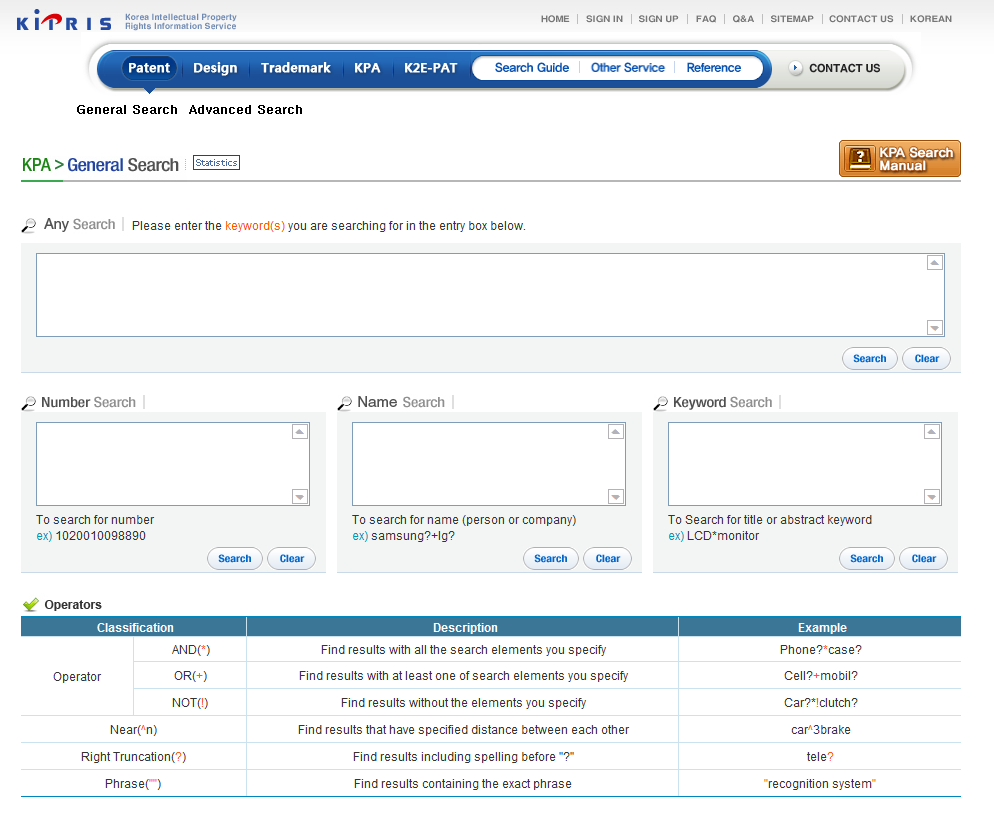 KIPRIS Korea Intellectual Property Rights Information Service
HOME | SIGN IN | SIGN UP | FAQ | Q&A | SITEMAP | CONTACT US | KOREAN
Patent Design Trademark KPA K2E-PAT Search Guide Other Service Reference CONTACT US
General Search Advanced Search
KPA > General Search Statistics
KPA Search Manual
Any Search | Please enter the keyword(s) you are searching for in the entry box below.
Search Clear
Number Search
To search for number
ex) 1020010098890
Search Clear
Name Search
To search for name (person or company)
ex) samsung?+lg?
Search Clear
Keyword Search
To Search for title or abstract keyword
ex) LCD*monitor
Search Clear
Operators
Classification Description Example
Operator
AND(*) Find results with all the search elements you specify Phone?*case?
OR(+) Find results with at least one of search elements you specify Cell?+mobil?
NOT(!) Find results without the elements you specify Car?*!clutch?
Near(^n) Find results that have specified distance between each other car^3brake
Right Truncation(?) Find results including spelling before "?" tele?
Phrase("") Find results containing the exact phrase "recognition system"